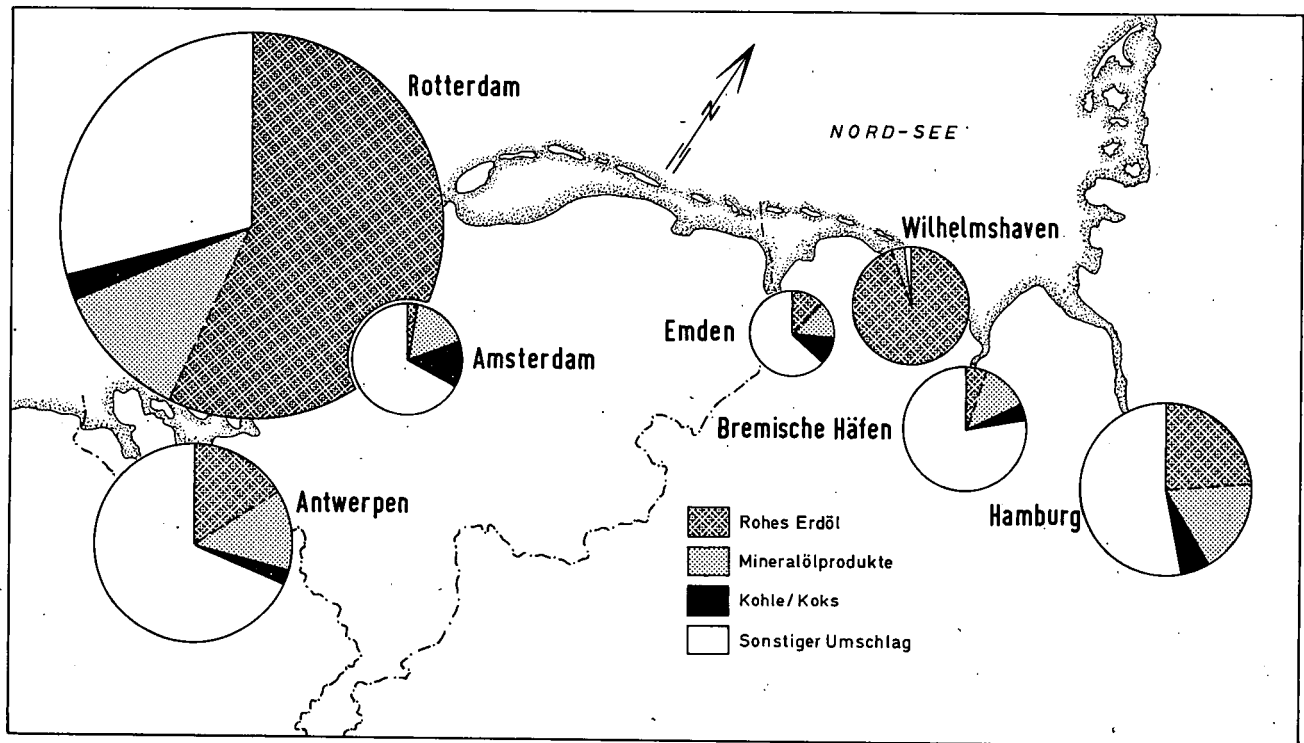 Rotterdam
N
NORD-SEE
Wilhelmshaven
Emden
Amsterdam
Bremische Häfen
Antwerpen
Hamburg
Rohes Erdöl
Mineralölprodukte
Kohle/Koks
Sonstiger Umschlag